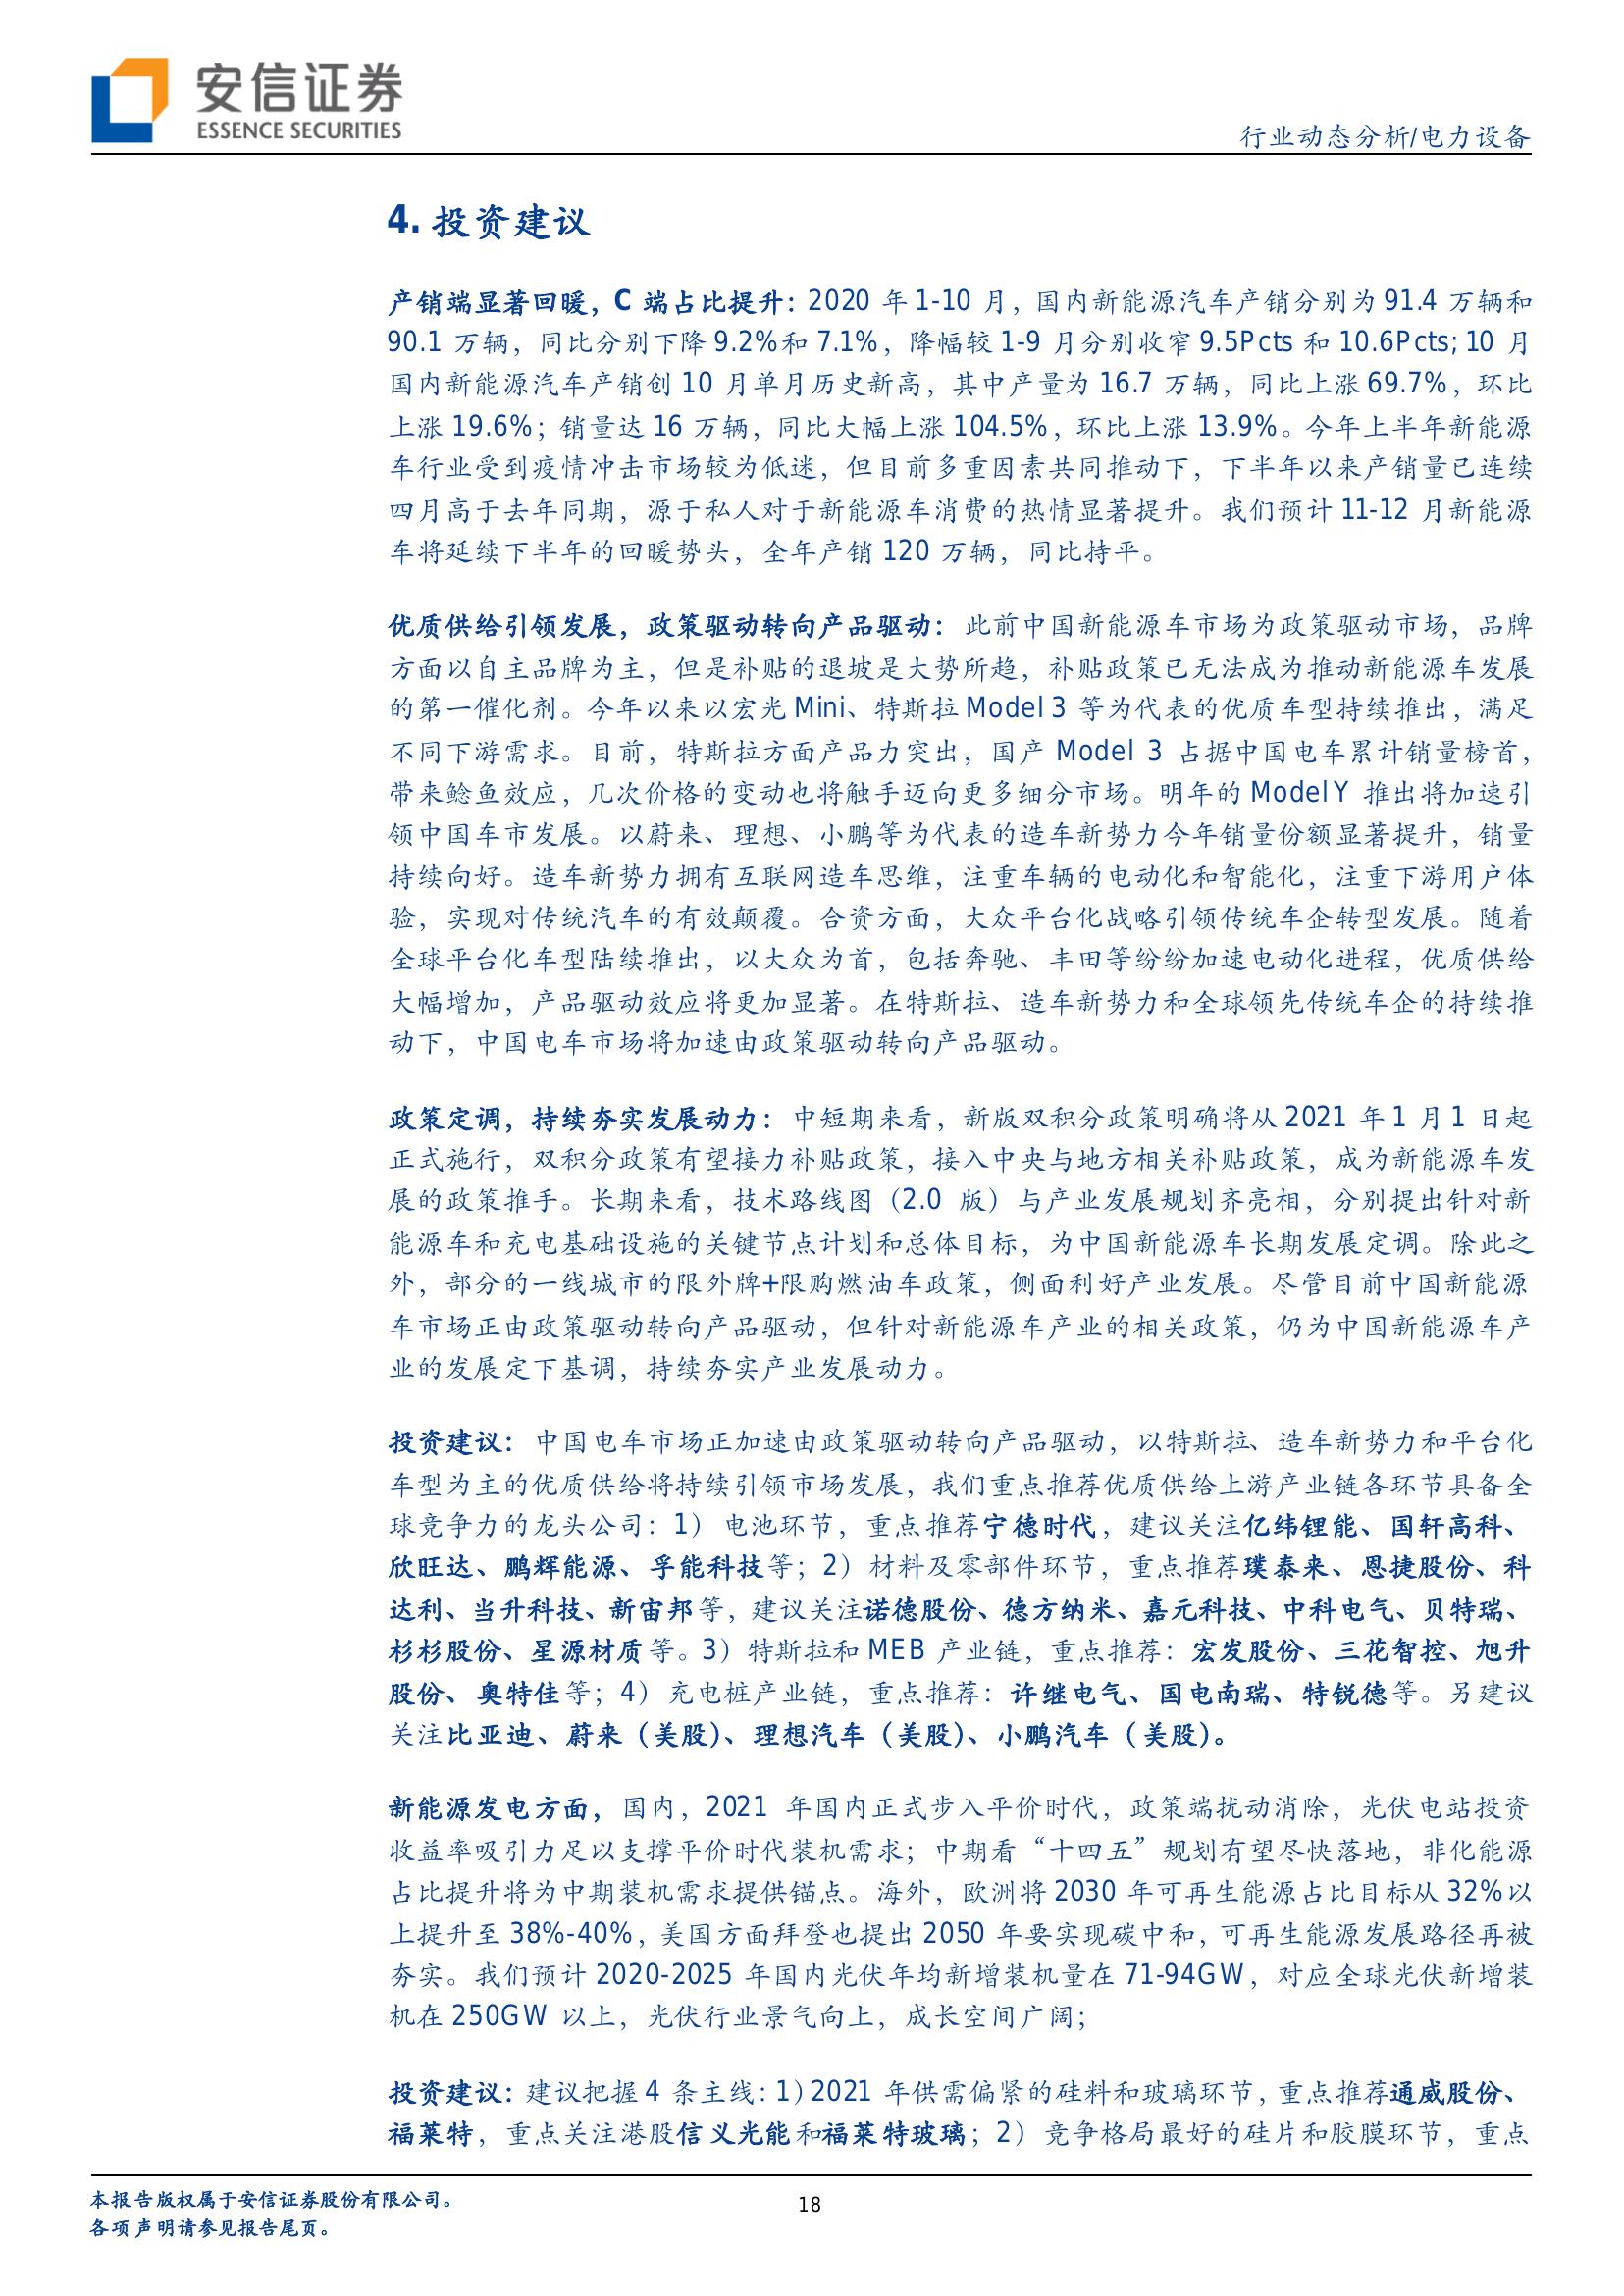 安信证券
ESSENCE SECURITIES
行业动态分析/电力设备
4. 投资建议
产销端显著回暖，C 端占比提升：2020 年 1-10 月，国内新能源汽车产销分别为 91.4 万辆和
90.1 万辆，同比分别下降 9.2%和 7.1%，降幅较 1-9 月分别收窄 9.5Pcts 和 10.6Pcts；10 月
国内新能源汽车产销创 10 月单月历史新高，其中产量为 16.7 万辆，同比上涨 69.7%，环比
上涨 19.6%；销量达 16 万辆，同比大幅上涨 104.5%，环比上涨 13.9%。今年上半年新能源
车行业受到疫情冲击市场较为低迷，但目前多重因素共同推动下，下半年以来产销量已连续
四月高于去年同期，源于私人对于新能源车消费的热情显著提升。我们预计 11-12 月新能源
车将延续下半年的回暖势头，全年产销 120 万辆，同比持平。
优质供给引领发展，政策驱动转向产品驱动：此前中国新能源车市场为政策驱动市场，品牌
方面以自主品牌为主，但是补贴的退坡是大势所趋，补贴政策已无法成为推动新能源车发展
的第一催化剂。今年以来以宏光 Mini、特斯拉 Model 3 等为代表的优质车型持续推出，满足
不同下游需求。目前，特斯拉方面产品力突出，国产 Model 3 占据中国电车累计销量榜首，
带来鲶鱼效应，几次价格的变动也将触手迈向更多细分市场。明年的 Model Y 推出将加速引
领中国车市发展。以蔚来、理想、小鹏等为代表的造车新势力今年销量份额显著提升，销量
持续向好。造车新势力拥有互联网造车思维，注重车辆的电动化和智能化，注重下游用户体
验，实现对传统汽车的有效颠覆。合资方面，大众平台化战略引领传统车企转型发展。随着
全球平台化车型陆续推出，以大众为首，包括奔驰、丰田等纷纷加速电动化进程，优质供给
大幅增加，产品驱动效应将更加显著。在特斯拉、造车新势力和全球领先传统车企的持续推
动下，中国电车市场将加速由政策驱动转向产品驱动。
政策定调，持续夯实发展动力：中短期来看，新版双积分政策明确将从 2021 年 1 月 1 日起
正式施行，双积分政策有望接力补贴政策，接入中央与地方相关补贴政策，成为新能源车发
展的政策推手。长期来看，技术路线图（2.0 版）与产业发展规划齐亮相，分别提出针对新
能源车和充电基础设施的关键节点计划和总体目标，为中国新能源车长期发展定调。除此之
外，部分的一线城市的限外牌+限购燃油车政策，侧面利好产业发展。尽管目前中国新能源
车市场正由政策驱动转向产品驱动，但针对新能源车产业的相关政策，仍为中国新能源车产
业的发展定下基调，持续夯实产业发展动力。
投资建议：中国电车市场正加速由政策驱动转向产品驱动，以特斯拉、造车新势力和平台化
车型为主的优质供给将持续引领市场发展，我们重点推荐优质供给上游产业链各环节具备全
球竞争力的龙头公司：1）电池环节，重点推荐宁德时代，建议关注亿纬锂能、国轩高科、
欣旺达、鹏辉能源、孚能科技等；2）材料及零部件环节，重点推荐璞泰来、恩捷股份、科
达利、当升科技、新宙邦等，建议关注诺德股份、德方纳米、嘉元科技、中科电气、贝特瑞、
杉杉股份、星源材质等。3）特斯拉和 MEB 产业链，重点推荐：宏发股份、三花智控、旭升
股份、奥特佳等；4）充电桩产业链，重点推荐：许继电气、国电南瑞、特锐德等。另建议
关注比亚迪、蔚来（美股）、理想汽车（美股）、小鹏汽车（美股）。
新能源发电方面，国内，2021 年国内正式步入平价时代，政策端扰动消除，光伏电站投资
收益率吸引力足以支撑平价时代装机需求；中期看“十四五”规划有望尽快落地，非化能源
占比提升将为中期装机需求提供锚点。海外，欧洲将 2030 年可再生能源占比目标从 32%以
上提升至 38%-40%，美国方面拜登也提出 2050 年要实现碳中和，可再生能源发展路径再被
夯实。我们预计 2020-2025 年国内光伏年均新增装机量在 71-94GW，对应全球光伏新增装
机在 250GW 以上，光伏行业景气向上，成长空间广阔；
投资建议：建议把握 4 条主线：1）2021 年供需偏紧的硅料和玻璃环节，重点推荐通威股份、
福莱特，重点关注港股信义光能和福莱特玻璃；2）竞争格局最好的硅片和胶膜环节，重点
本报告版权属于安信证券股份有限公司。
各项声明请参见报告尾页。
18